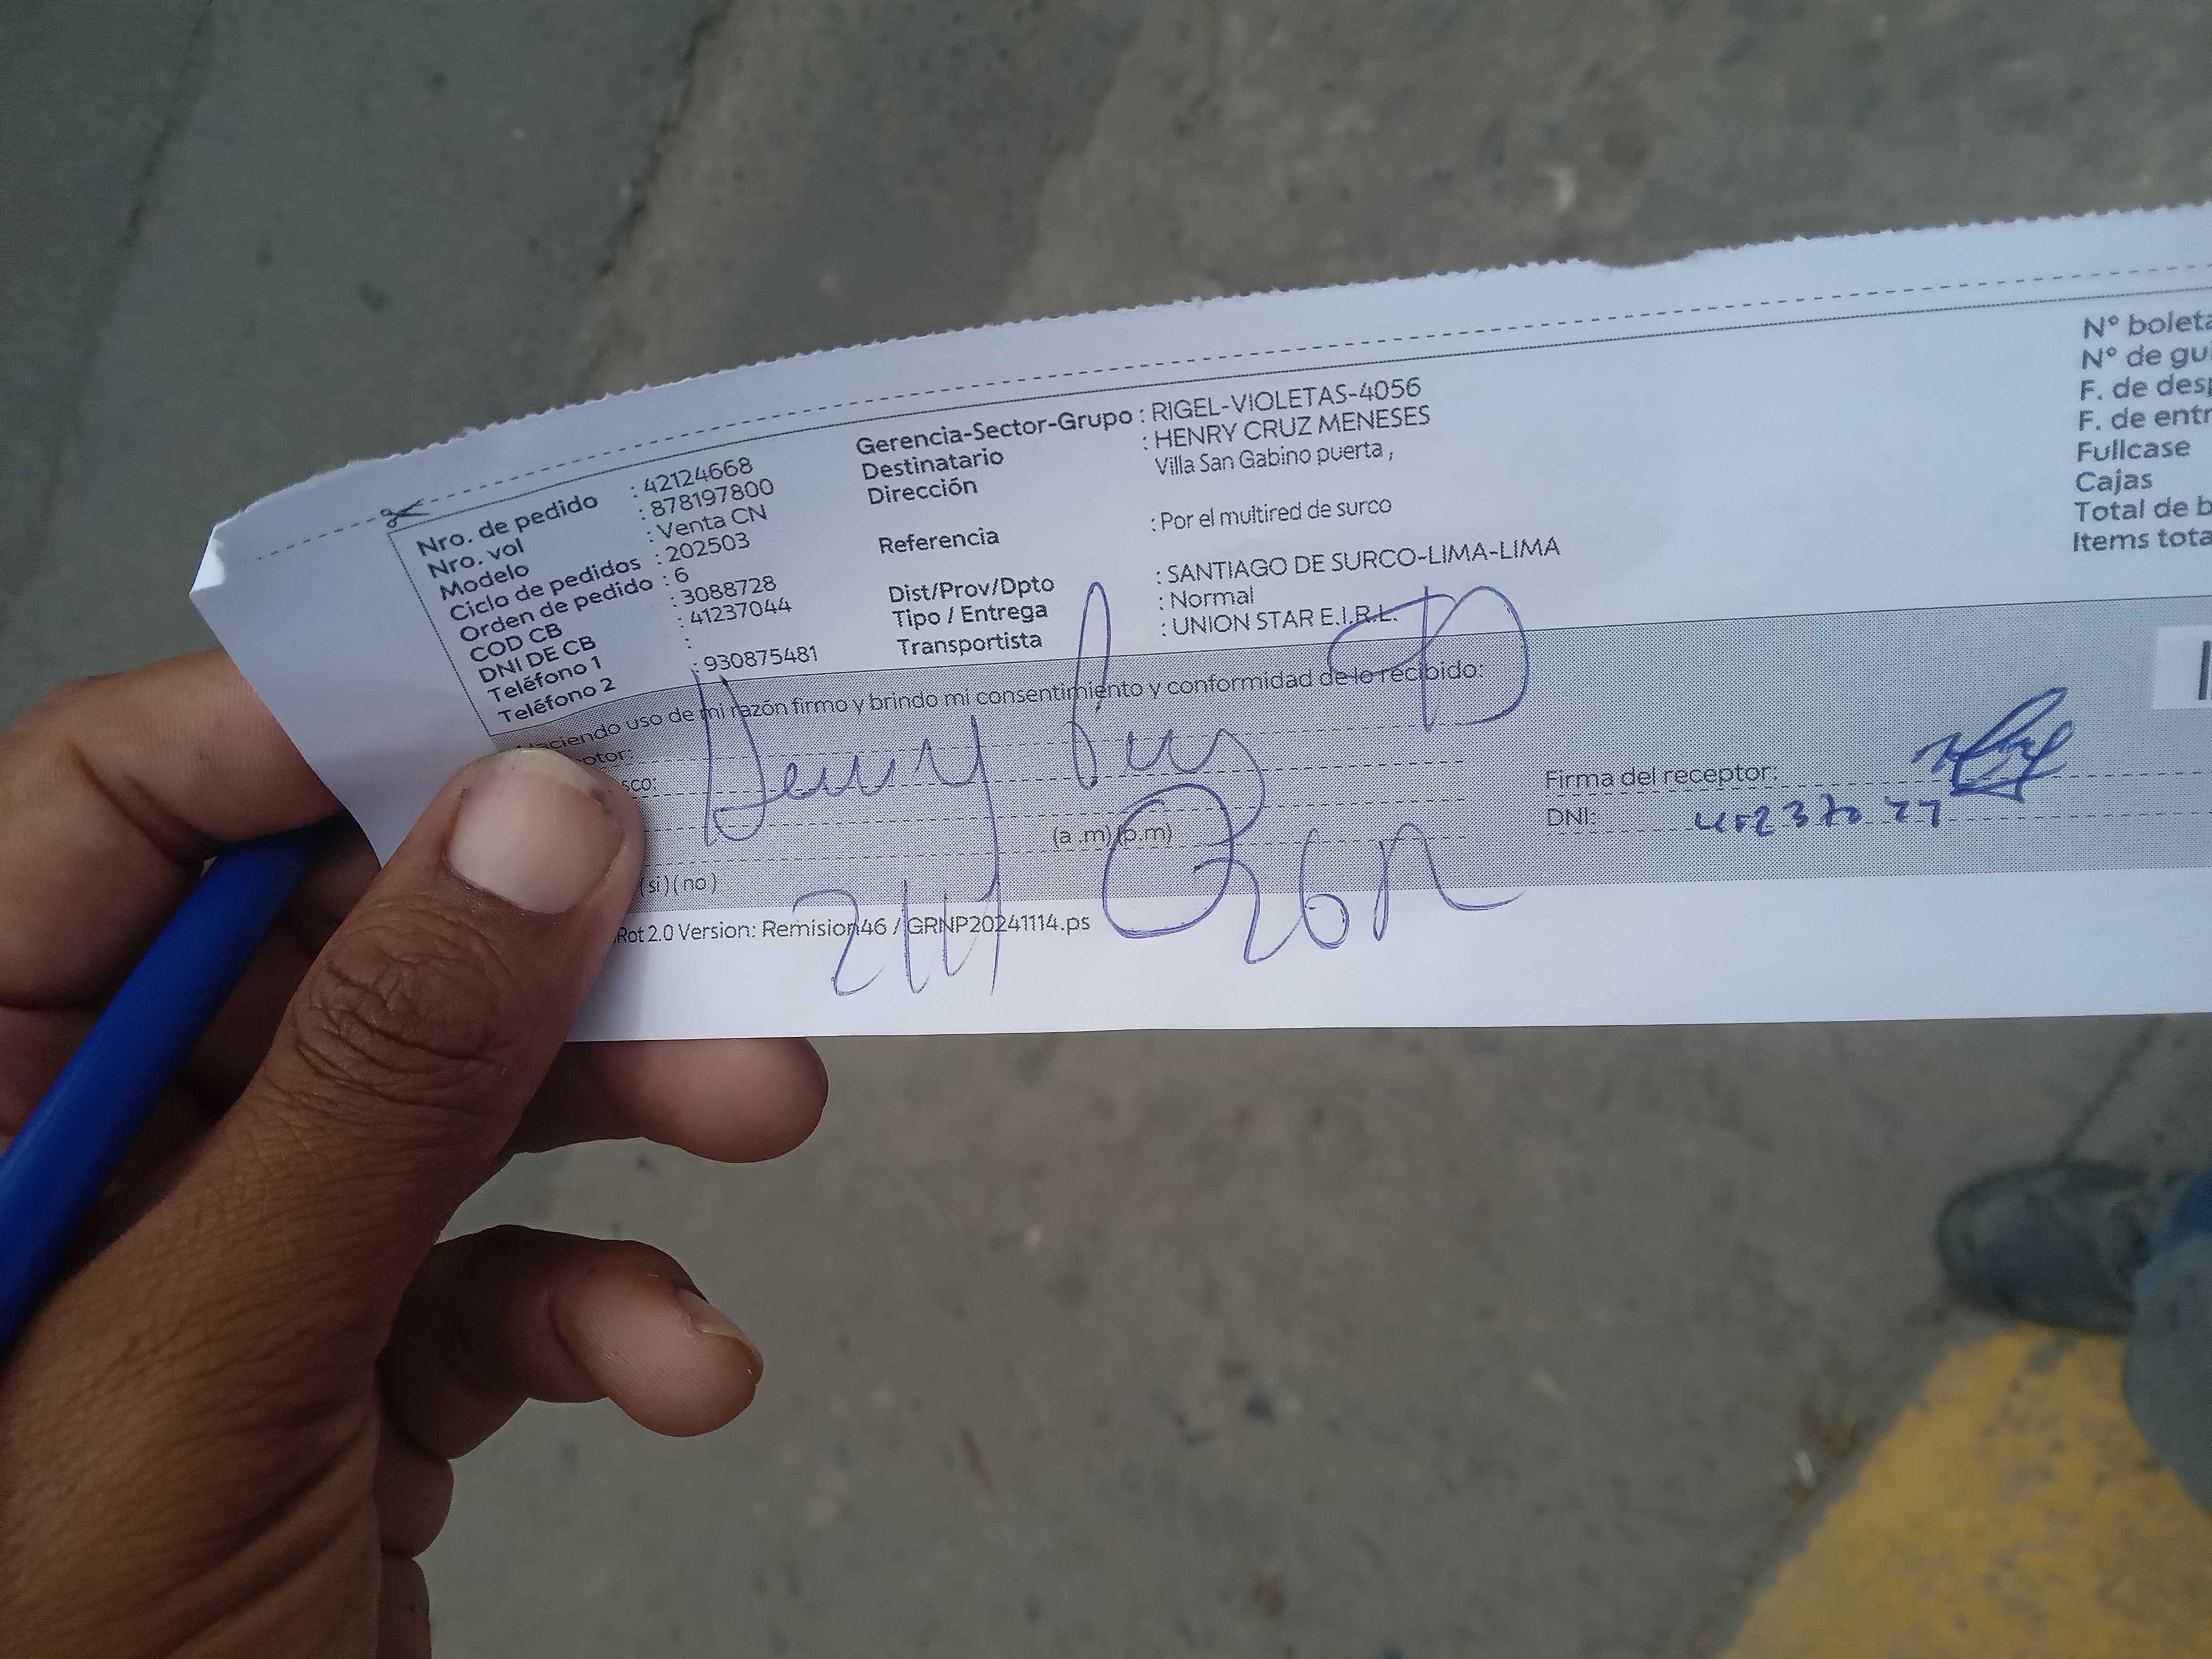 Nro. de pedido : 42124668
Nro. vol : 878197800
Modelo : Venta CN
Ciclo de pedidos : 202503
Orden de pedido : 6
COD CB : 3088728
DNI DE CB : 41237044
Teléfono 1 :
Teléfono 2 : 930875481
Gerencia-Sector-Grupo : RIGEL-VIOLETAS-4056
Destinatario : HENRY CRUZ MENESES
Dirección Villa San Gabino puerta ,
Referencia : Por el multired de surco
Dist/Prov/Dpto : SANTIAGO DE SURCO-LIMA-LIMA
Tipo / Entrega : Normal
Transportista : UNION STAR E.I.R.L.
N° boleta
N° de gui
F. de desp
F. de entr
Fullcase
Cajas
Total de b
Items tota
Haciendo uso de mi razón firmo y brindo mi consentimiento y conformidad de lo recibido:
ptor:
sco:
Henry Cruz
(a .m) (p.m)
(si) (no)
Firma del receptor:
DNI:
Rot 2.0 Version: Remision46 / GRNP20241114.ps